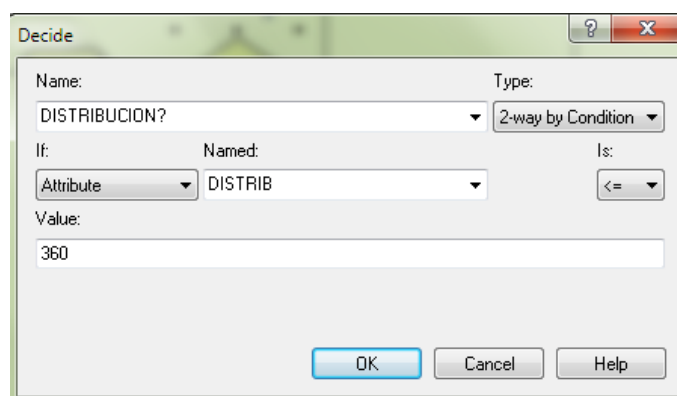 Decide
Name: Type:
DISTRIBUCION? 2-way by Condition
If: Named: Is:
Attribute DISTRIB <=
Value:
360
OK Cancel Help